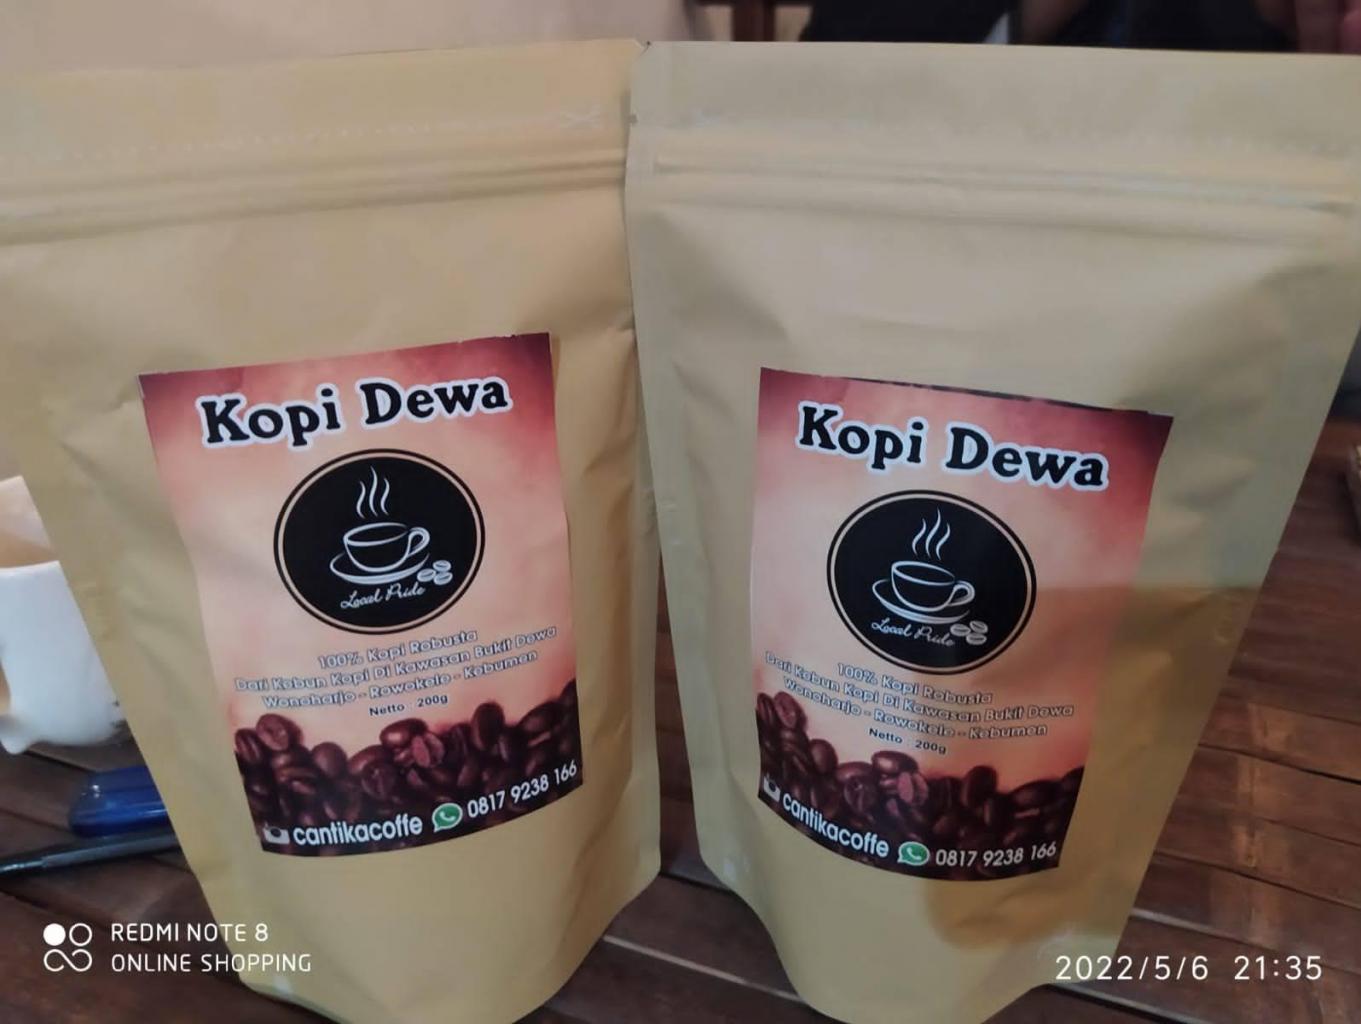 Kopi Dewa
Local Pride
100% Kopi Robusta
Dari Kebun Kopi Di Kawasan Bukit Dewa
Wonoharjo - Rowokele - Kebumen
Netto : 200g
cantikacoffe 0817 9238 166
Kopi Dewa
Local Pride
100% Kopi Robusta
Dari Kebun Kopi Di Kawasan Bukit Dewa
Wonoharjo - Rowokele - Kebumen
Netto : 200g
cantikacoffe 0817 9238 166
REDMI NOTE 8
ONLINE SHOPPING
2022/5/6 21:35